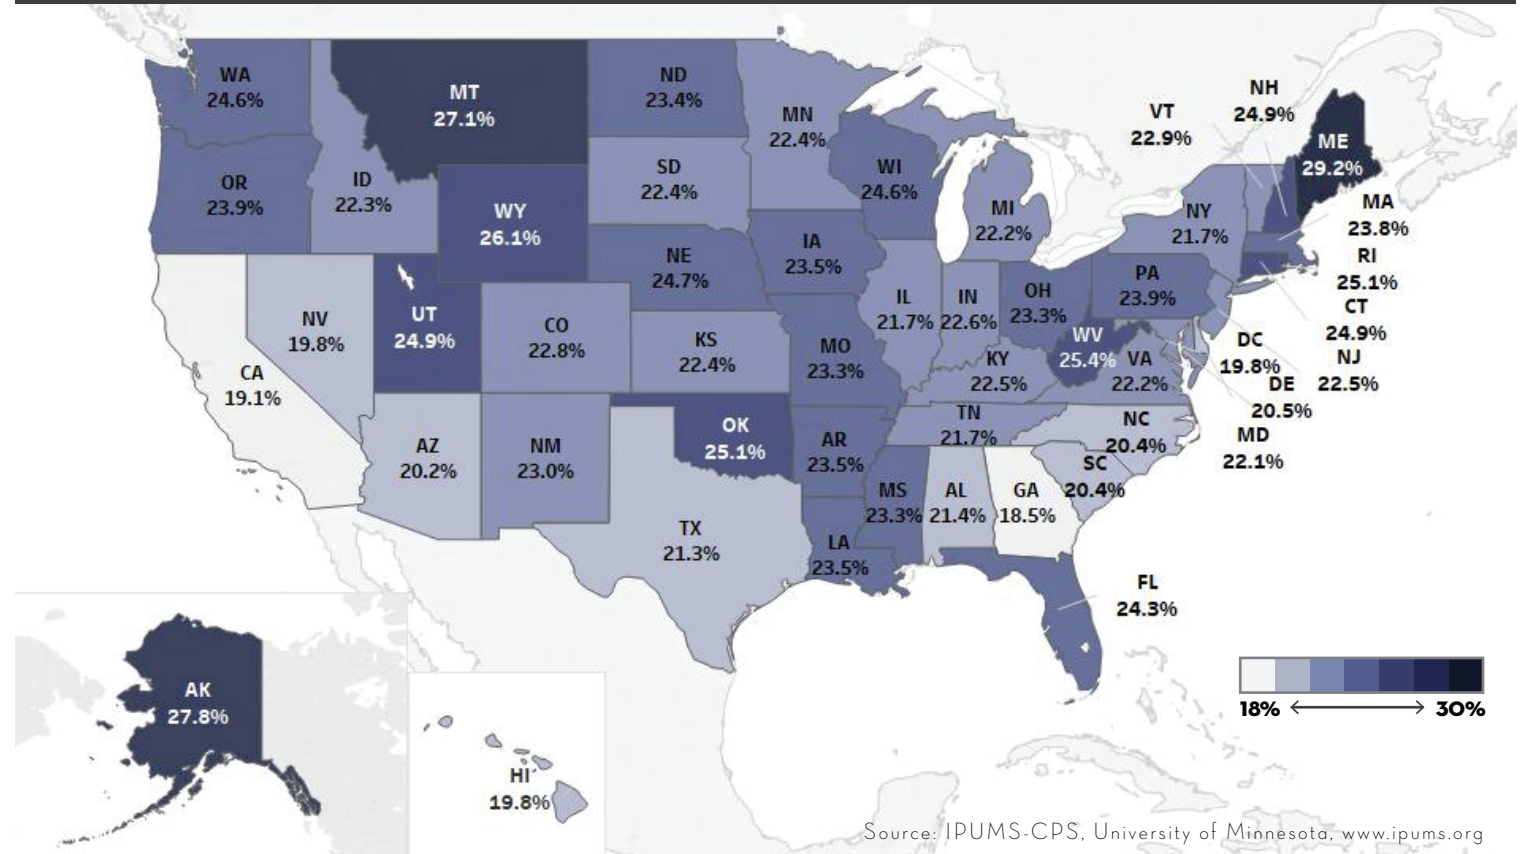 WA
24.6%
MT
27.1%
ND
23.4%
MN
22.4%
VT
22.9%
NH
24.9%
ME
29.2%
OR
23.9%
ID
22.3%
WY
26.1%
SD
22.4%
WI
24.6%
MI
22.2%
NY
21.7%
MA
23.8%
RI
25.1%
CT
24.9%
NJ
22.5%
NE
24.7%
IA
23.5%
PA
23.9%
NV
19.8%
UT
24.9%
CO
22.8%
KS
22.4%
MO
23.3%
IL
21.7%
IN
22.6%
OH
23.3%
WV
25.4%
VA
22.2%
KY
22.5%
DC
19.8%
DE
20.5%
MD
22.1%
CA
19.1%
AZ
20.2%
NM
23.0%
OK
25.1%
AR
23.5%
TN
21.7%
NC
20.4%
SC
20.4%
MS
23.3%
AL
21.4%
GA
18.5%
TX
21.3%
LA
23.5%
FL
24.3%
AK
27.8%
HI
19.8%
18%
30%
Source: IPUMS-CPS, University of Minnesota, www.ipums.org